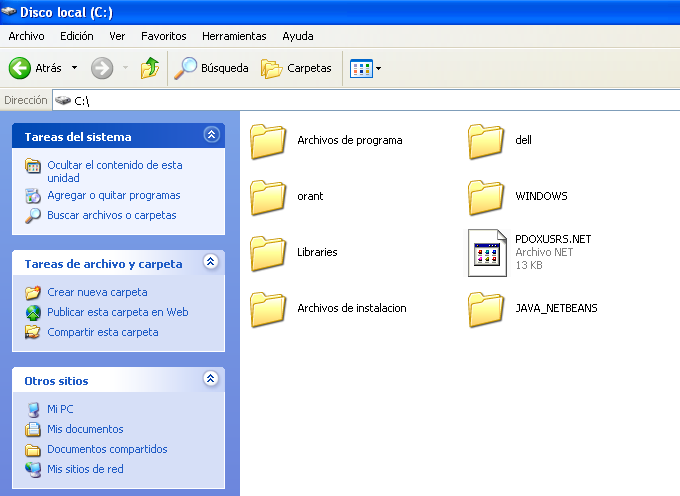 Disco local (C:)
Archivo Edición Ver Favoritos Herramientas Ayuda
Atrás Búsqueda Carpetas
Dirección C:\
Tareas del sistema
Ocultar el contenido de esta
unidad
Agregar o quitar programas
Buscar archivos o carpetas
Tareas de archivo y carpeta
Crear nueva carpeta
Publicar esta carpeta en Web
Compartir esta carpeta
Otros sitios
Mi PC
Mis documentos
Documentos compartidos
Mis sitios de red
Archivos de programa
dell
orant
WINDOWS
Libraries
PDOXUSRS.NET
Archivo NET
13 KB
Archivos de instalacion
JAVA_NETBEANS